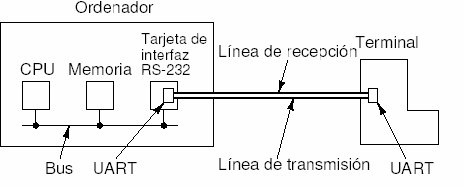 Ordenador
Tarjeta de
interfaz
RS-232
CPU
Memoria
Línea de recepción
Terminal
Línea de transmisión
Bus
UART
UART